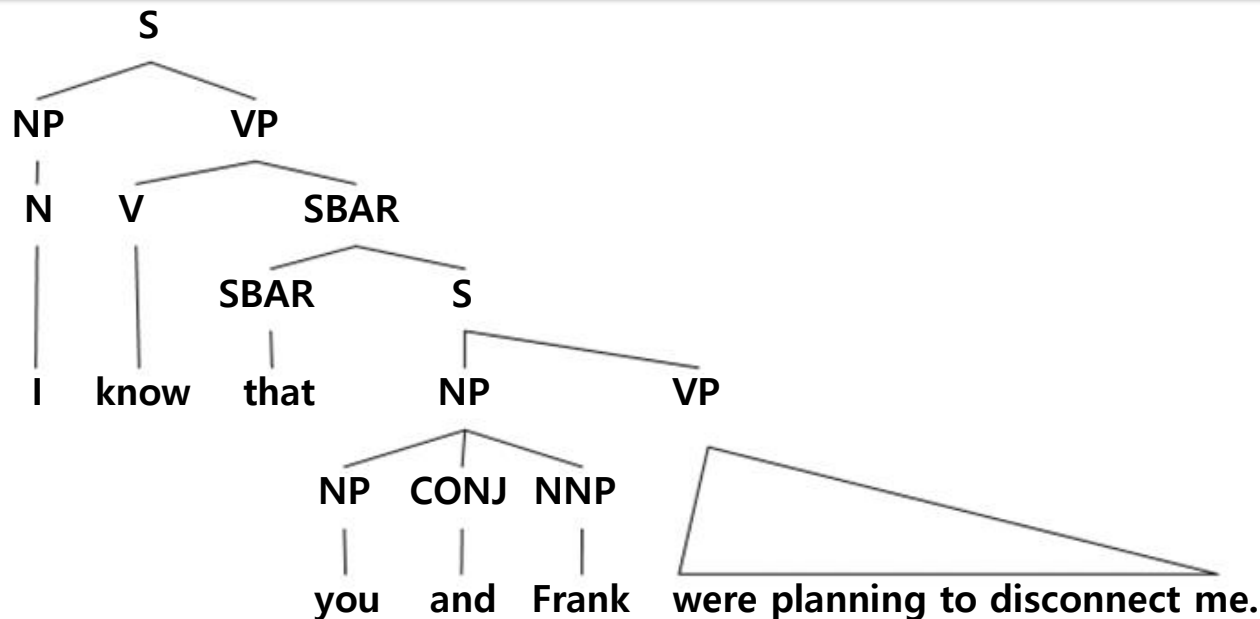 S
NP VP
N V SBAR
SBAR S
I know that NP VP
NP CONJ NNP
you and Frank were planning to disconnect me.